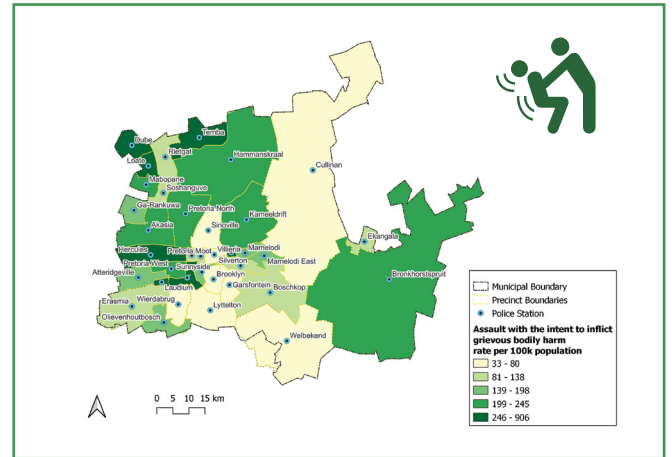 Dube
Temba
Rietgat
Loate
Hammanskraal
Cullinan
Mabopane
Soshanguve
Ga-Rankuwa
Pretoria North
Kameeldrift
Akasia
Sinoville
Ekangala
Hercules
Pretoria Moot
Villieria
Mamelodi
Pretoria West
Sunnyside
Silverton
Mamelodi East
Atteridgeville
Brooklyn
Bronkhorstspruit
Laudium
Garsfontein
Boschkop
Erasmia
Wierdabrug
Lyttelton
Olievenhoutbosch
Welbekend
Municipal Boundary
Precinct Boundaries
Police Station
Assault with the intent to inflict
grievous bodily harm
rate per 100k population
33 - 80
81 - 138
139 - 198
199 - 245
246 - 906
0 5 10 15 km